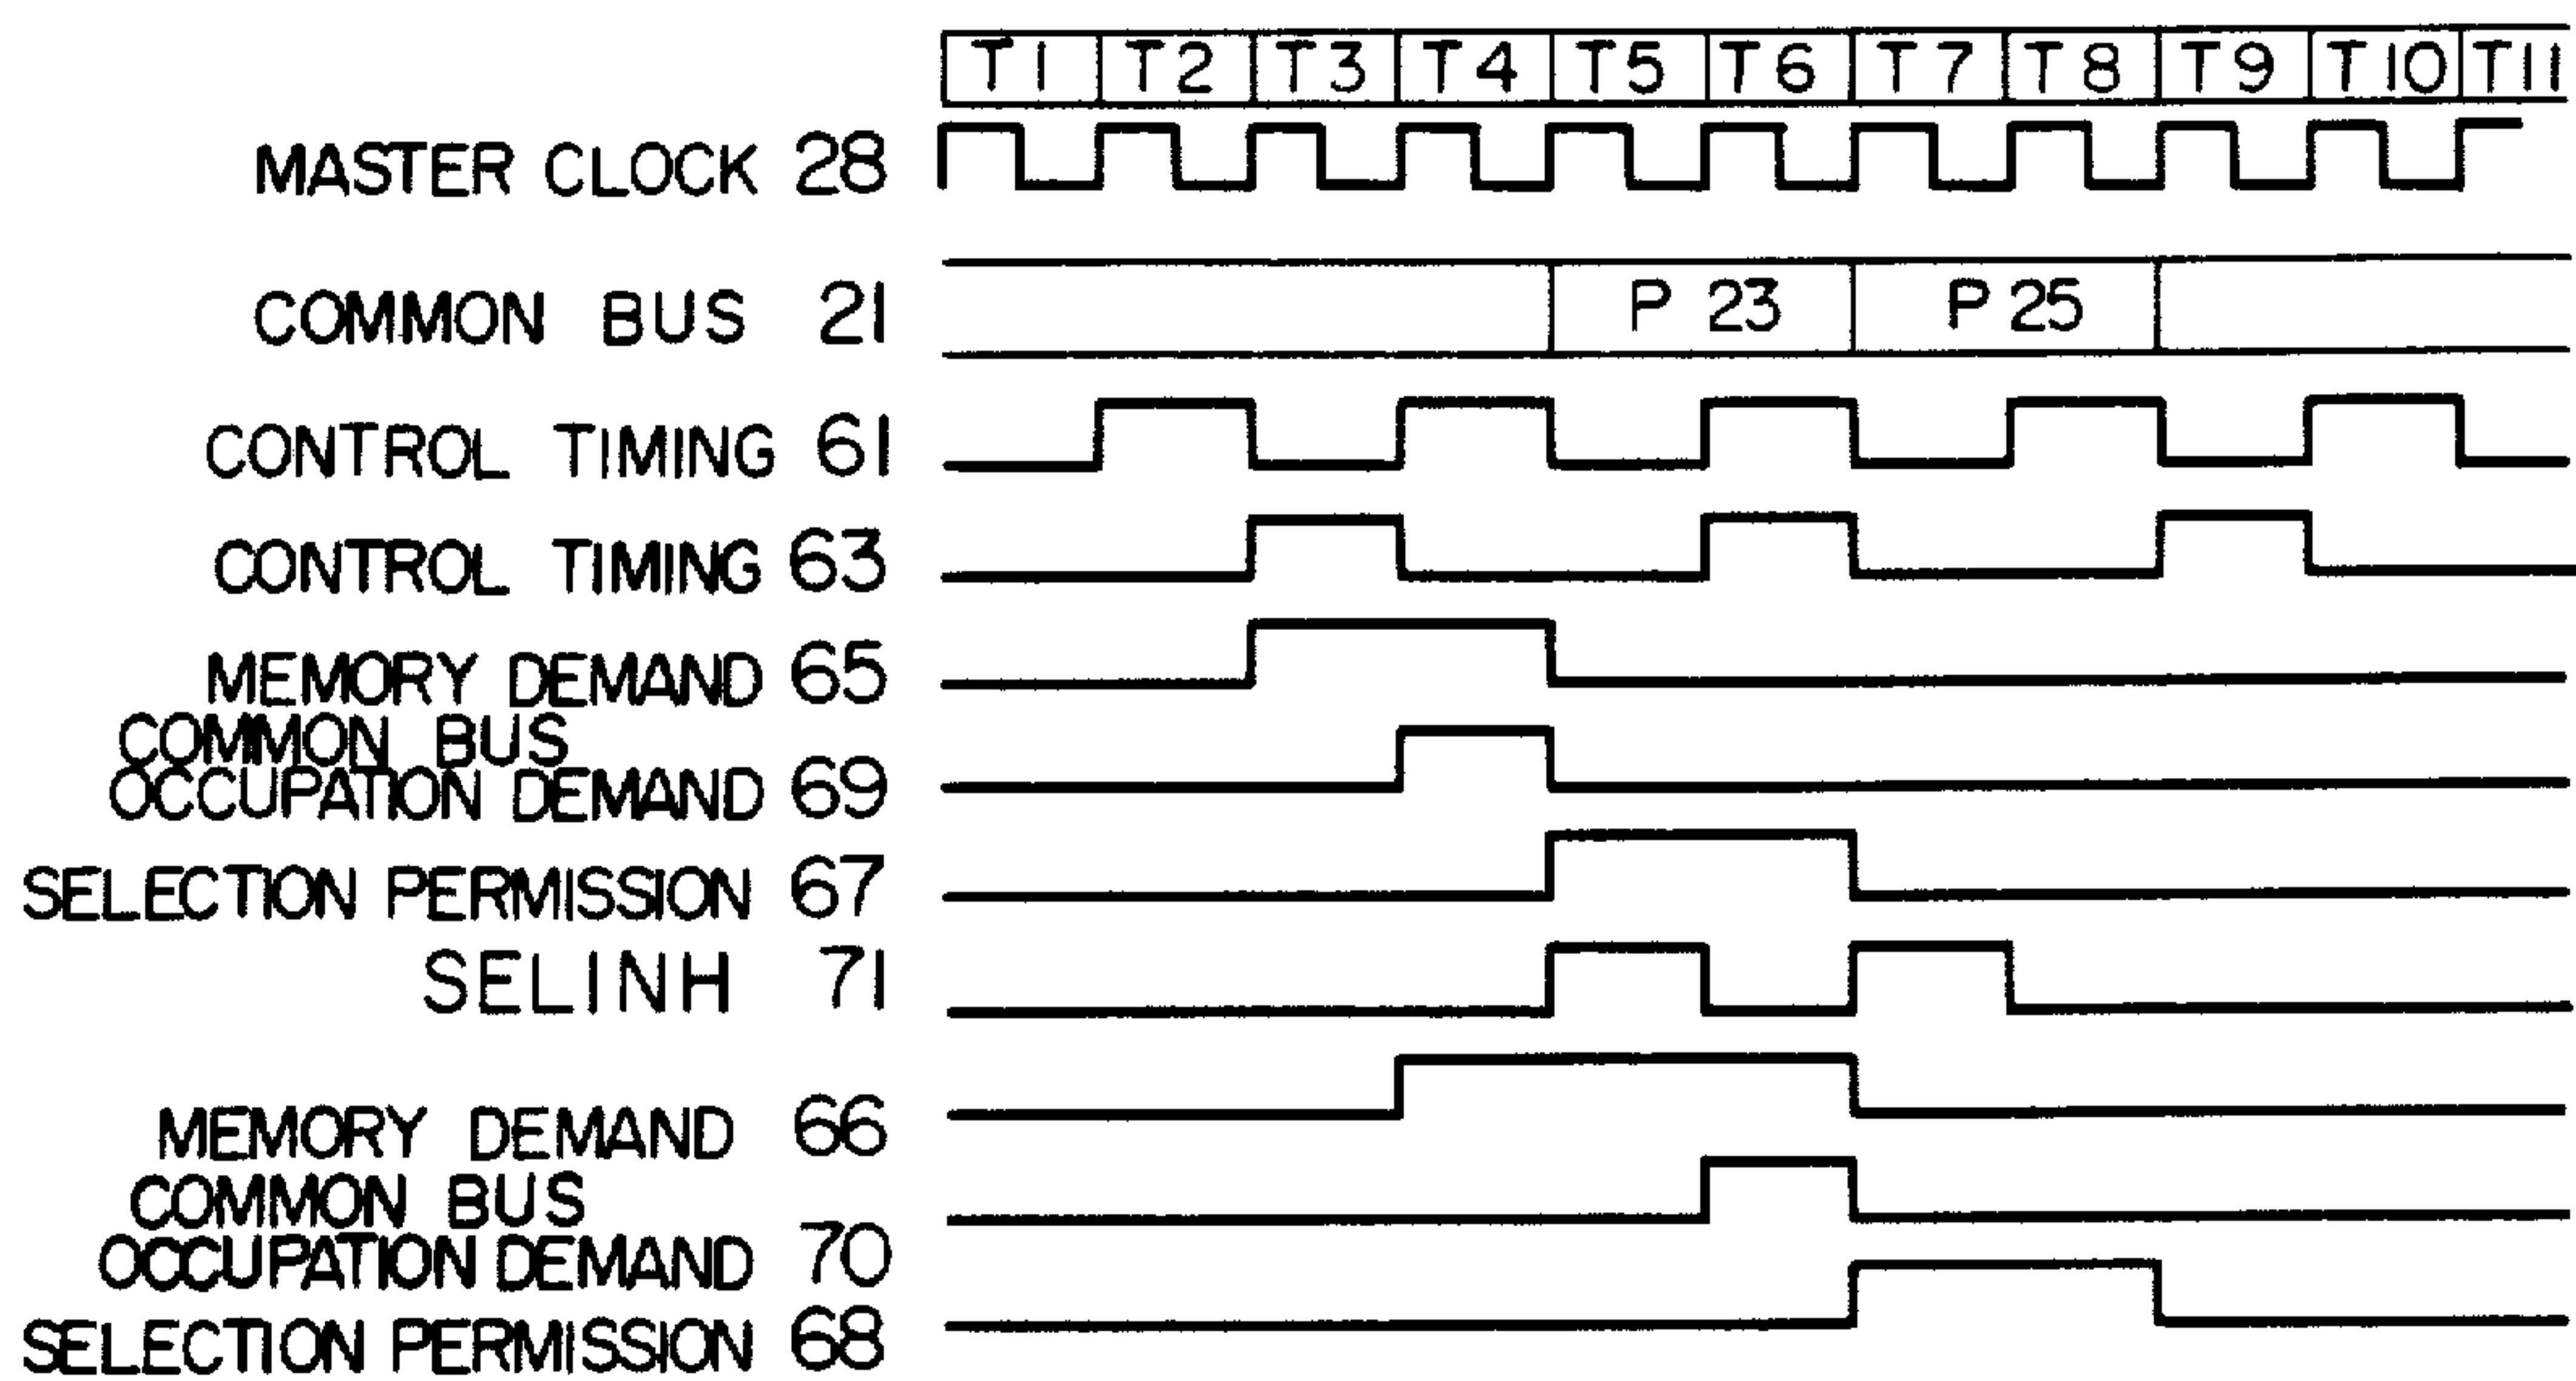 T1 T2 T3 T4 T5 T6 T7 T8 T9 T10 T11
MASTER CLOCK 28
COMMON BUS 21 P 23 P 25
CONTROL TIMING 61
CONTROL TIMING 63
MEMORY DEMAND 65
COMMON BUS
OCCUPATION DEMAND 69
SELECTION PERMISSION 67
SELINH 71
MEMORY DEMAND 66
COMMON BUS
OCCUPATION DEMAND 70
SELECTION PERMISSION 68